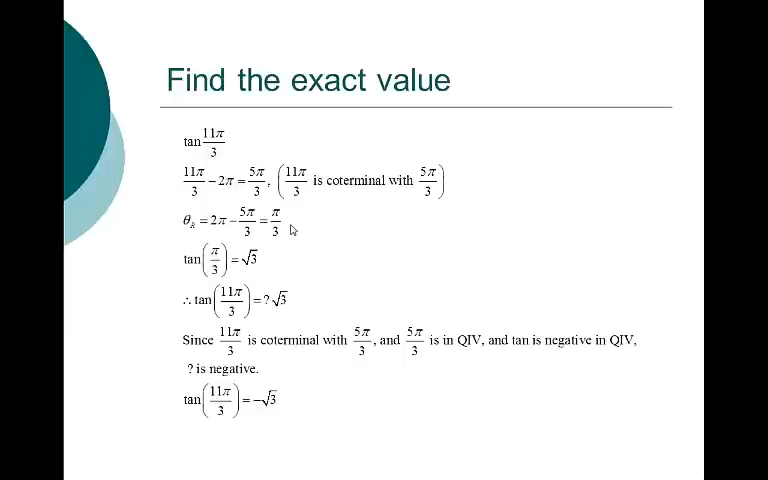 Find the exact value
tan 11π/3
11π/3 − 2π = 5π/3, (11π/3 is coterminal with 5π/3)
θR = 2π − 5π/3 = π/3
tan(π/3) = √3
∴ tan(11π/3) = ?√3
Since 11π/3 is coterminal with 5π/3, and 5π/3 is in QIV, and tan is negative in QIV,
? is negative.
tan(11π/3) = −√3